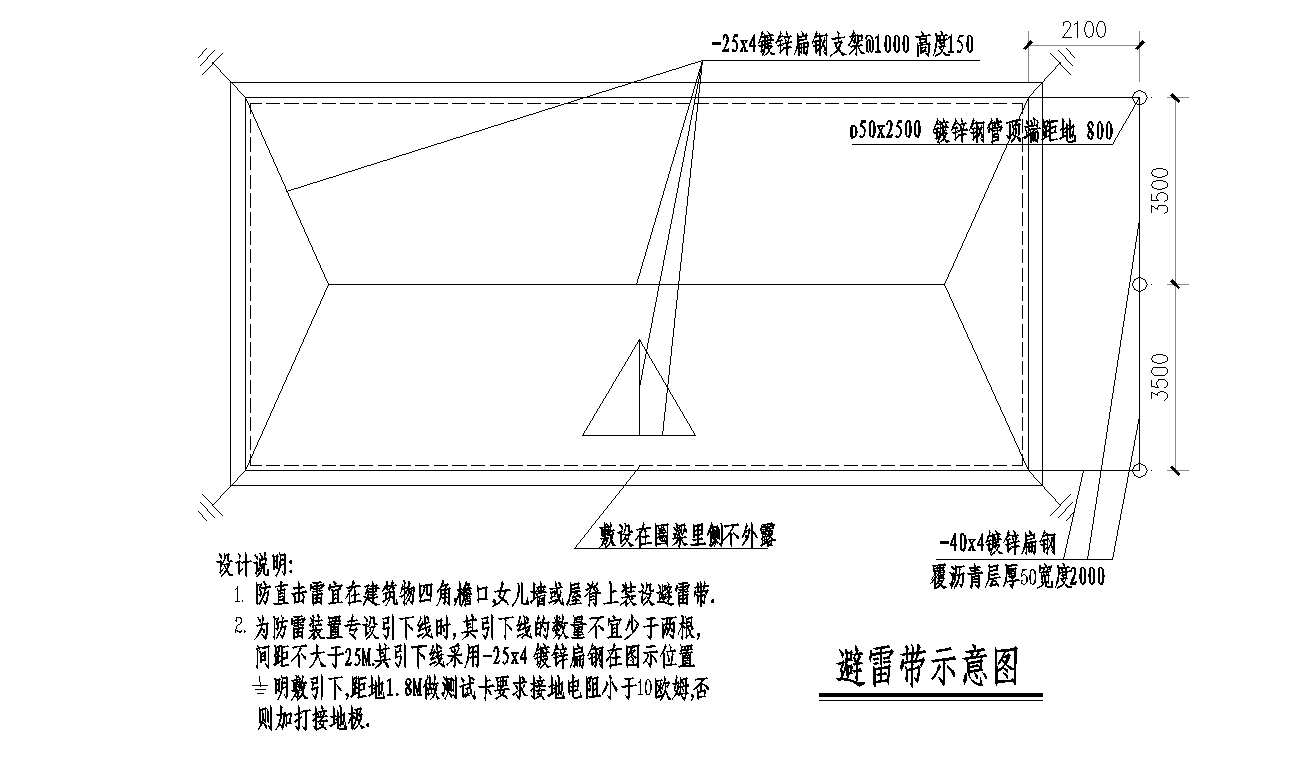 2100
-25x4镀锌扁钢支架@1000 高度150
D50x2500 镀锌钢管顶端距地 800
3500
3500
敷设在圈梁里侧不外露
-40x4镀锌扁钢
覆沥青层厚50宽度2000
设计说明:
1. 防直击雷宜在建筑物四角,檐口,女儿墙或屋脊上装设避雷带.
2. 为防雷装置专设引下线时,其引下线的数量不宜少于两根,
间距不大于25M.其引下线采用-25x4 镀锌扁钢在图示位置
明敷引下,距地1.8M做测试卡要求接地电阻小于10欧姆,否
则加打接地极.
避雷带示意图